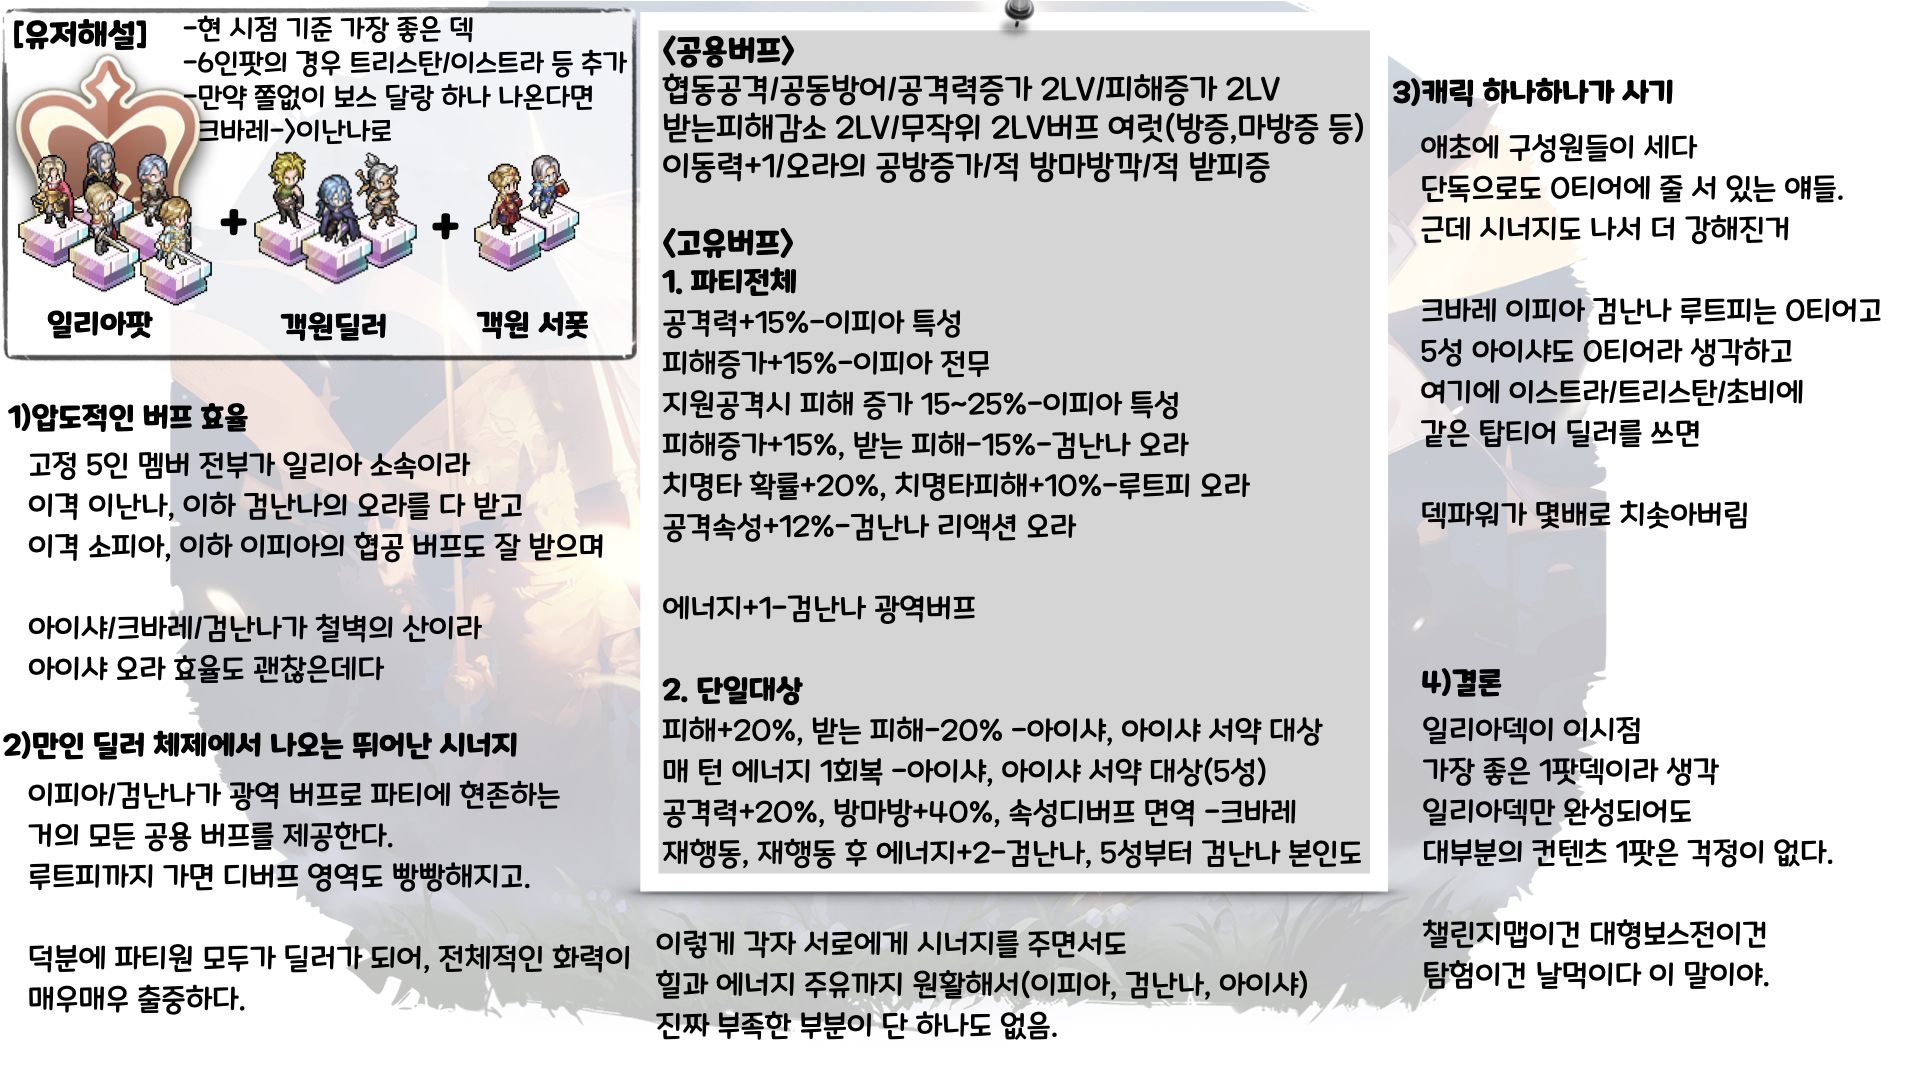 [유저해설]
-현 시점 기준 가장 좋은 덱
-6인팟의 경우 트리스탄/이스트라 등 추가
-만약 쫄없이 보스 달랑 하나 나온다면
크바레->이난나로
+
+
일리아팟
객원딜러
객원 서폿
1)압도적인 버프 효율
고정 5인 멤버 전부가 일리아 소속이라
이격 이난나, 이하 검난나의 오라를 다 받고
이격 소피아, 이하 이피아의 협공 버프도 잘 받으며
아이샤/크바레/검난나가 철벽의 산이라
아이샤 오라 효율도 괜찮은데다
2)만인 딜러 체제에서 나오는 뛰어난 시너지
이피아/검난나가 광역 버프로 파티에 현존하는
거의 모든 공용 버프를 제공한다.
루트피까지 가면 디버프 영역도 빵빵해지고.
덕분에 파티원 모두가 딜러가 되어, 전체적인 화력이
매우매우 출중하다.
<공용버프>
협동공격/공동방어/공격력증가 2LV/피해증가 2LV
받는피해감소 2LV/무작위 2LV버프 여럿(방증,마방증 등)
이동력+1/오라의 공방증가/적 방마방깍/적 받피증
<고유버프>
1. 파티전체
공격력+15%-이피아 특성
피해증가+15%-이피아 전무
지원공격시 피해 증가 15~25%-이피아 특성
피해증가+15%, 받는 피해-15%-검난나 오라
치명타 확률+20%, 치명타피해+10%-루트피 오라
공격속성+12%-검난나 리액션 오라
에너지+1-검난나 광역버프
2. 단일대상
피해+20%, 받는 피해-20% -아이샤, 아이샤 서약 대상
매 턴 에너지 1회복 -아이샤, 아이샤 서약 대상(5성)
공격력+20%, 방마방+40%, 속성디버프 면역 -크바레
재행동, 재행동 후 에너지+2-검난나, 5성부터 검난나 본인도
이렇게 각자 서로에게 시너지를 주면서도
힐과 에너지 주유까지 원활해서(이피아, 검난나, 아이샤)
진짜 부족한 부분이 단 하나도 없음.
3)캐릭 하나하나가 사기
애초에 구성원들이 세다
단독으로도 0티어에 줄 서 있는 얘들.
근데 시너지도 나서 더 강해진거
크바레 이피아 검난나 루트피는 0티어고
5성 아이샤도 0티어라 생각하고
여기에 이스트라/트리스탄/초비에
같은 탑티어 딜러를 쓰면
덱파워가 몇배로 치솟아버림
4)결론
일리아덱이 이시점
가장 좋은 1팟덱이라 생각
일리아덱만 완성되어도
대부분의 컨텐츠 1팟은 걱정이 없다.
챌린지맵이건 대형보스전이건
탐험이건 날먹이다 이 말이야.